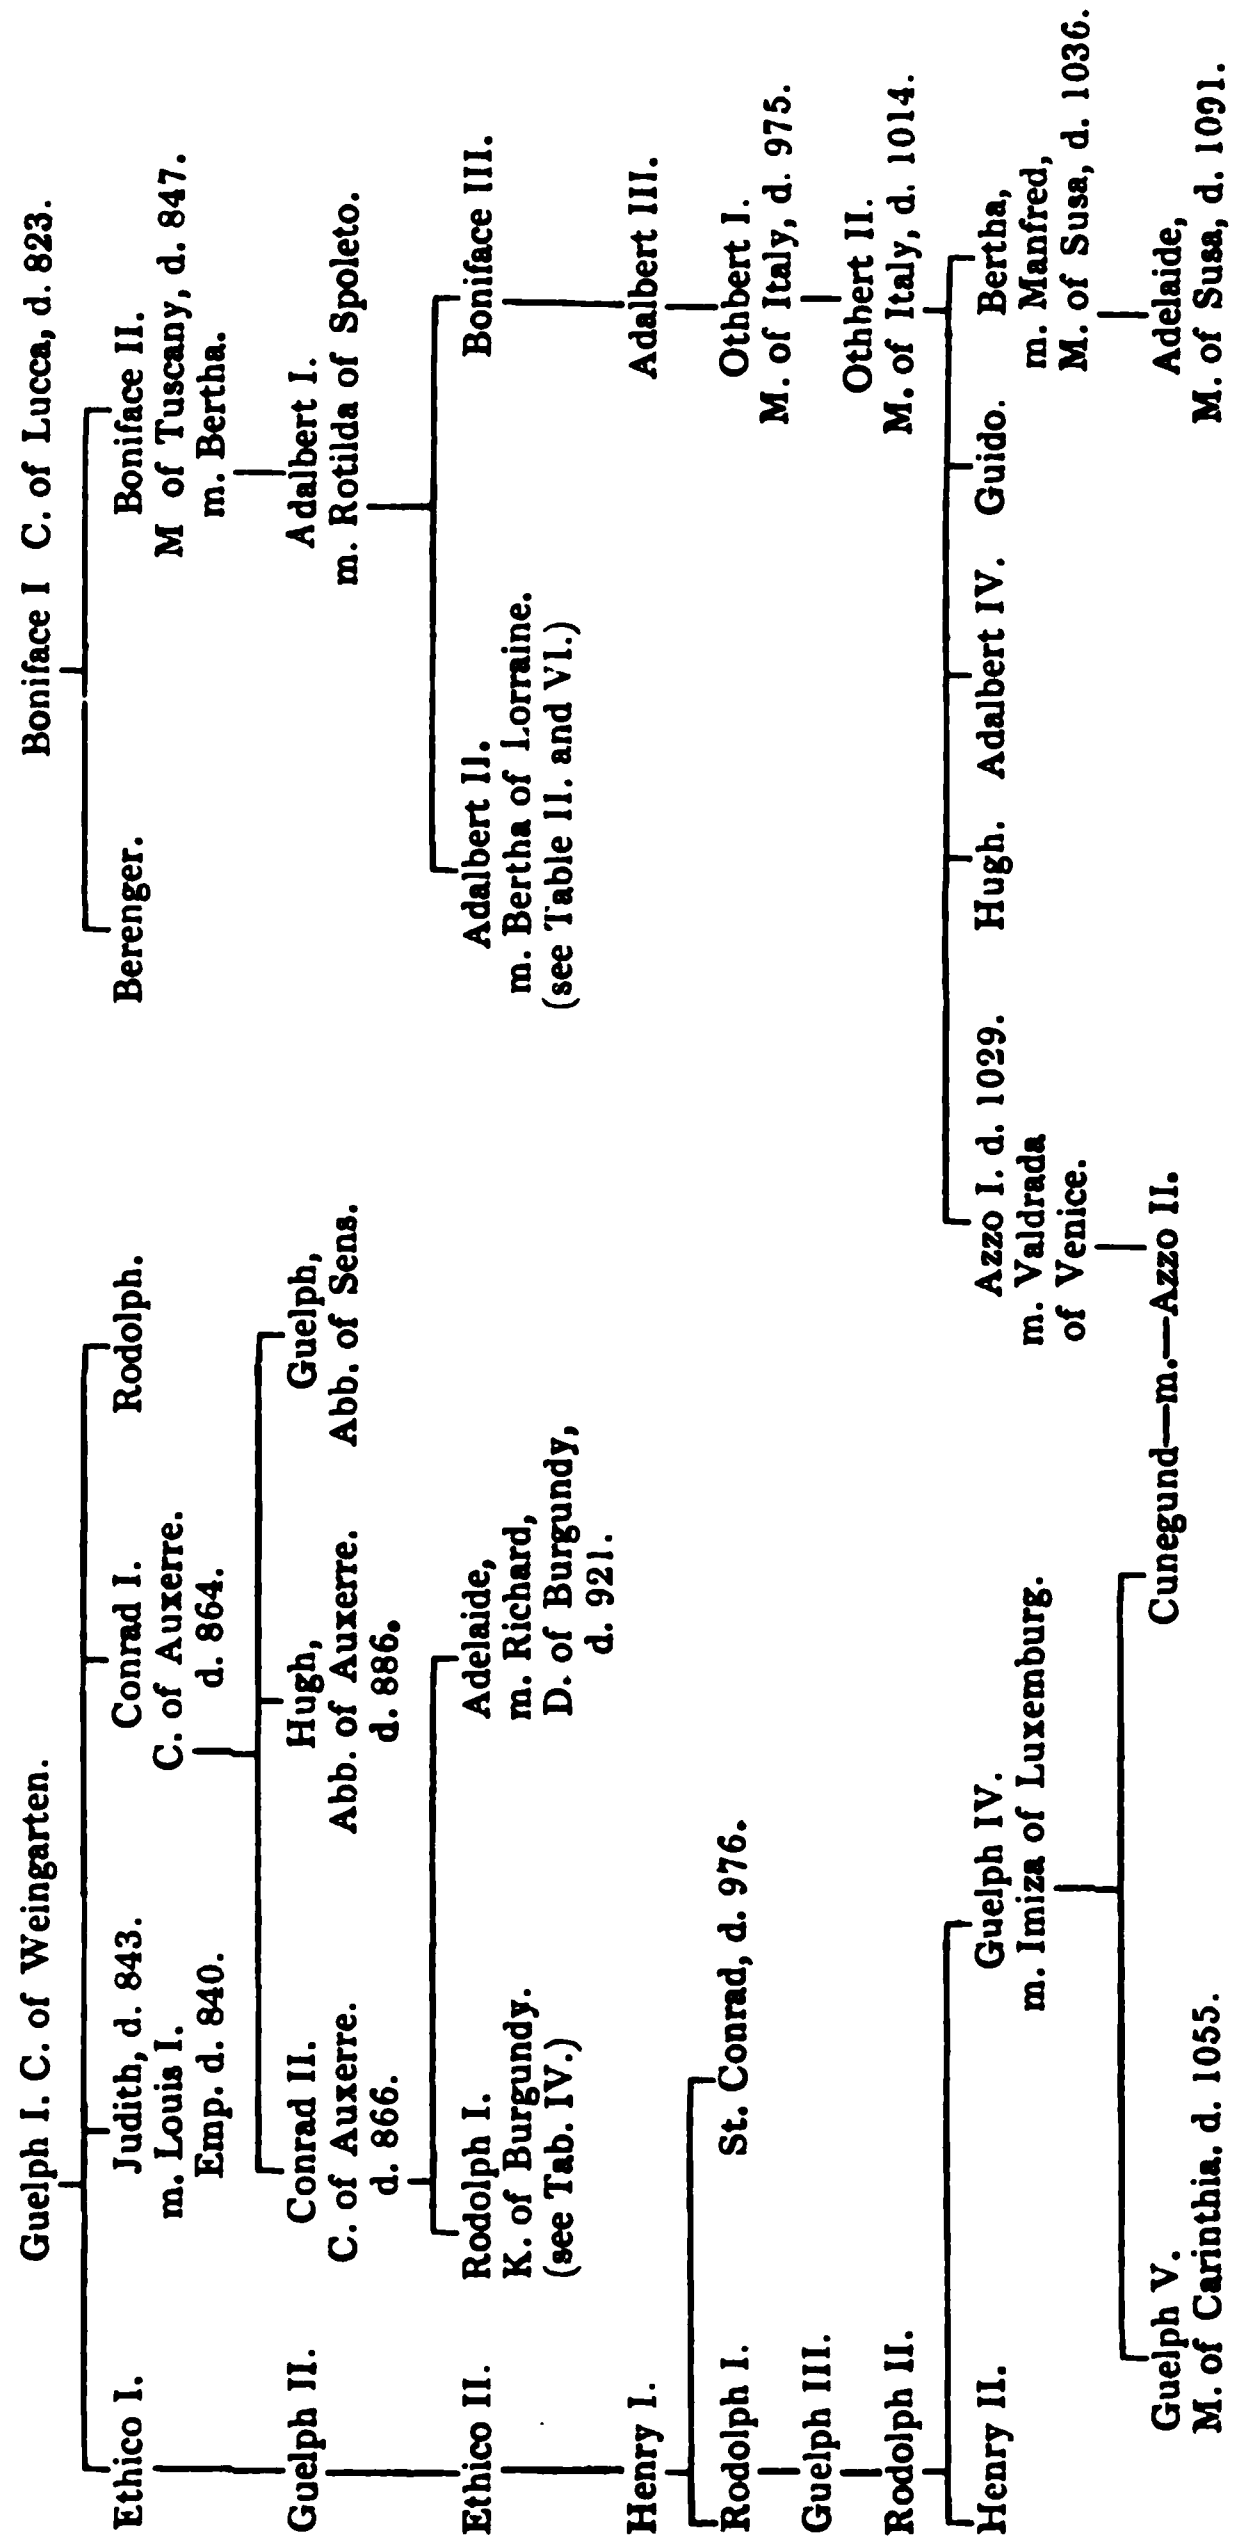 Guelph I. C. of Weingarten.
Ethico I.
Judith, d. 843.
m. Louis I.
Emp. d. 840.
Conrad I.
C. of Auxerre.
d. 864.
Rodolph.
Guelph II.
Conrad II.
C. of Auxerre.
d. 866.
Hugh,
Abb. of Auxerre.
d. 886.
Guelph,
Abb. of Sens.
Ethico II.
Rodolph I.
K. of Burgundy.
(see Tab. IV.)
Adelaide,
m. Richard,
D. of Burgundy,
d. 921.
Henry I.
Rodolph I.
St. Conrad, d. 976.
Guelph III.
Rodolph II.
Henry II.
Guelph IV.
m. Imiza of Luxemburg.
Guelph V.
M. of Carinthia. d. 1055.
Cunegund—m.—Azzo II.
Boniface I C. of Lucca, d. 823.
Berenger.
Boniface II.
M of Tuscany, d. 847.
m. Bertha.
Adalbert I.
m. Rotilda of Spoleto.
Adalbert II.
m. Bertha of Lorraine.
(see Table II. and VI.)
Boniface III.
Adalbert III.
Othbert I.
M. of Italy, d. 975.
Othbert II.
M. of Italy, d. 1014.
Azzo I. d. 1029.
m. Valdrada
of Venice.
Hugh.
Adalbert IV.
Guido.
Bertha,
m. Manfred,
M. of Susa, d. 1036.
Adelaide,
M. of Susa, d. 1091.